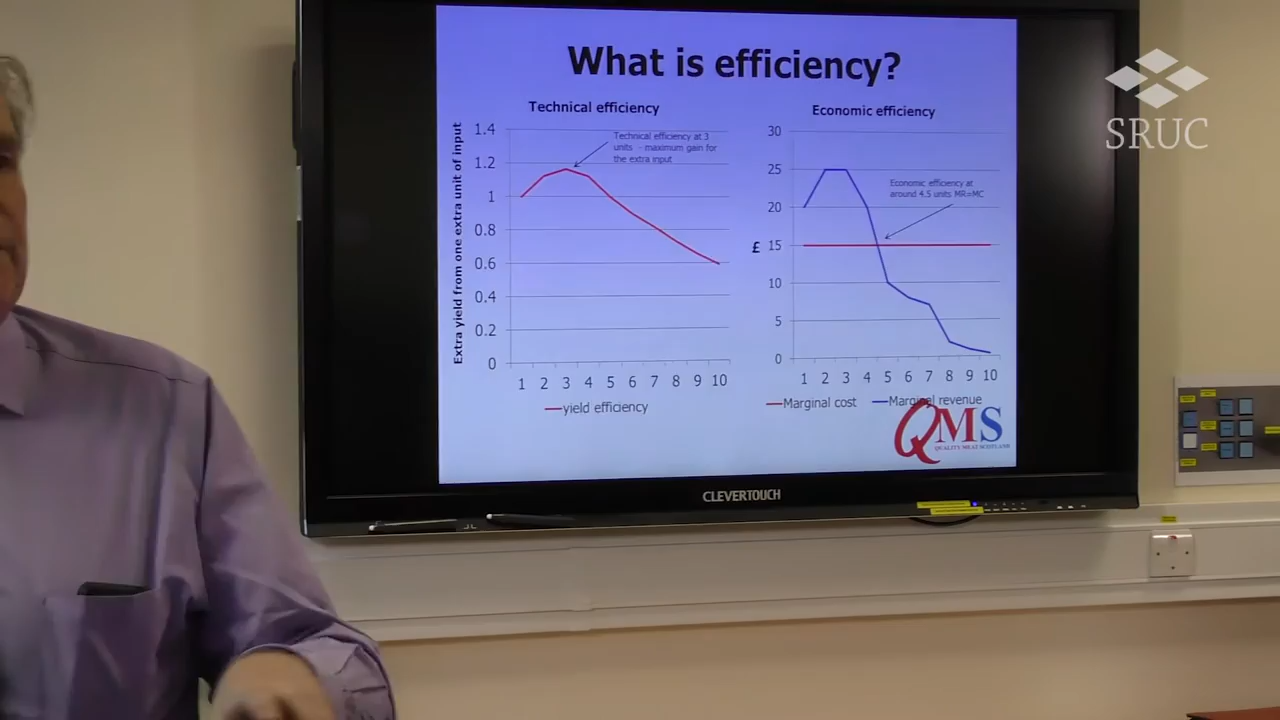 What is efficiency?
Technical efficiency
Extra yield from one extra unit of input
1.4
1.2
1
0.8
0.6
0.4
0.2
0
Technical efficiency at 3
units - maximum gain for
the extra input
1 2 3 4 5 6 7 8 9 10
yield efficiency
Economic efficiency
£
30
25
20
15
10
5
0
Economic efficiency at
around 4.5 units MR=MC
1 2 3 4 5 6 7 8 9 10
Marginal cost
Marginal revenue
QMS
QUALITY MEAT SCOTLAND
CLEVERTOUCH
SRUC